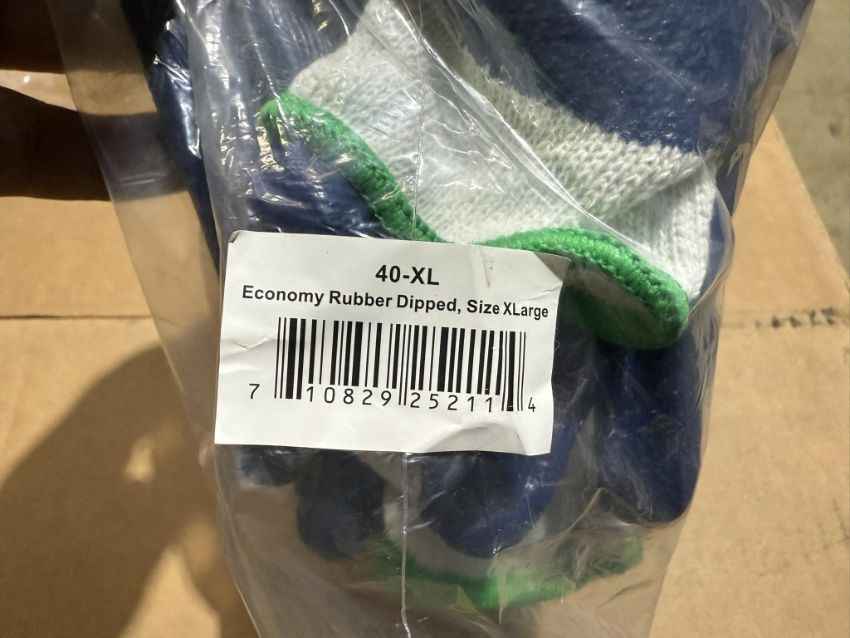 40-XL
Economy Rubber Dipped, Size XLarge
7 10829 25211 4